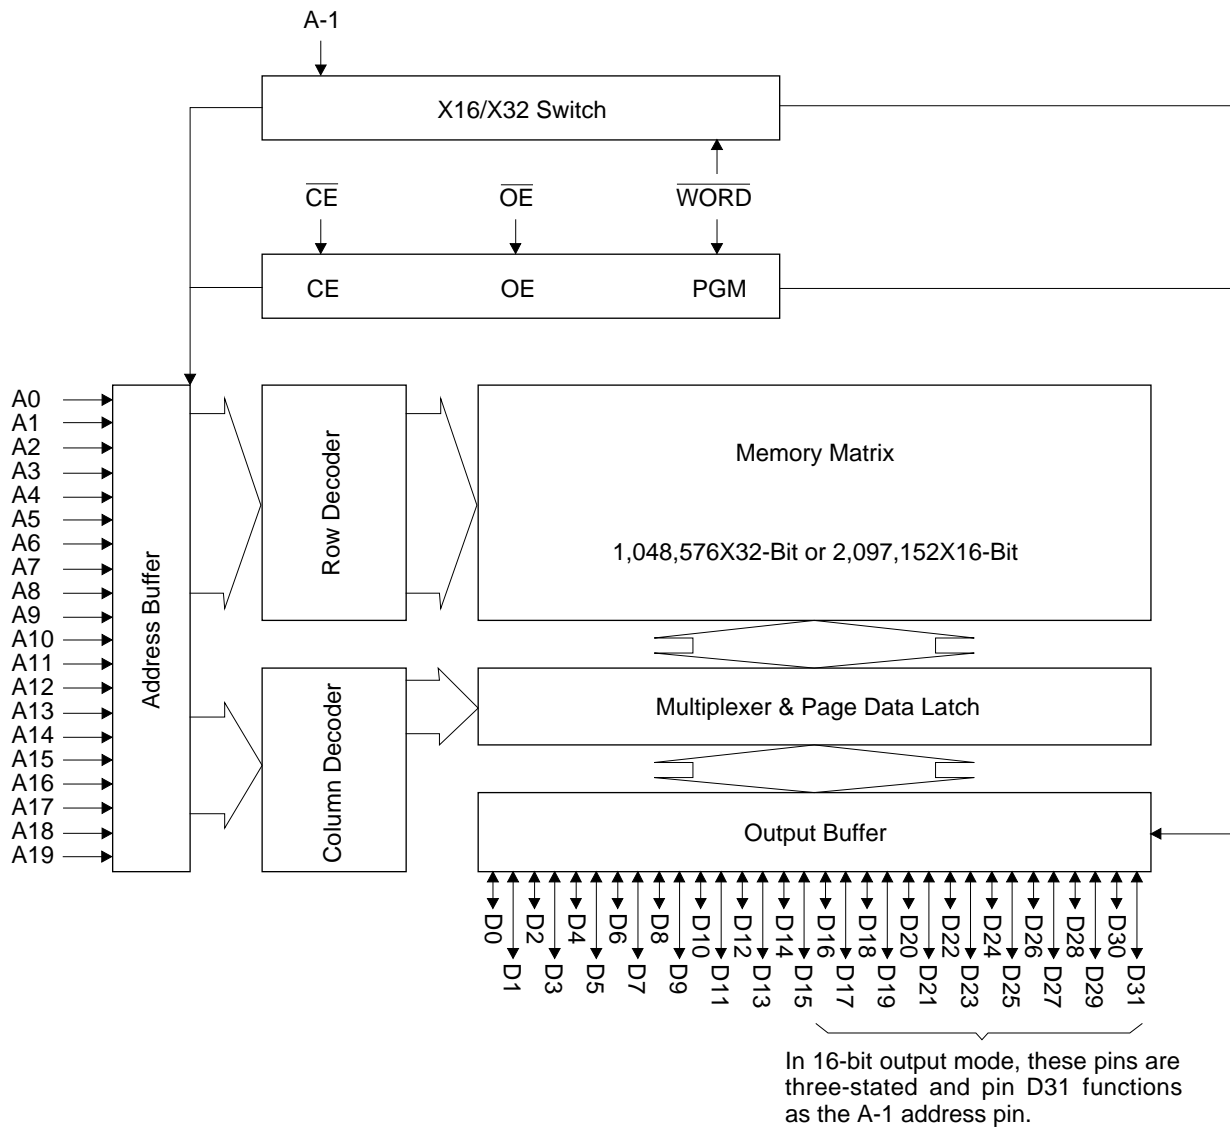 A-1
X16/X32 Switch
CE OE WORD
CE OE PGM
A0
A1
A2
A3
A4
A5
A6
A7
A8
A9
A10
A11
A12
A13
A14
A15
A16
A17
A18
A19
Address Buffer
Row Decoder
Column Decoder
Memory Matrix
1,048,576X32-Bit or 2,097,152X16-Bit
Multiplexer & Page Data Latch
Output Buffer
D0
D1
D2
D3
D4
D5
D6
D7
D8
D9
D10
D11
D12
D13
D14
D15
D16
D17
D18
D19
D20
D21
D22
D23
D24
D25
D26
D27
D28
D29
D30
D31
In 16-bit output mode, these pins are
three-stated and pin D31 functions
as the A-1 address pin.